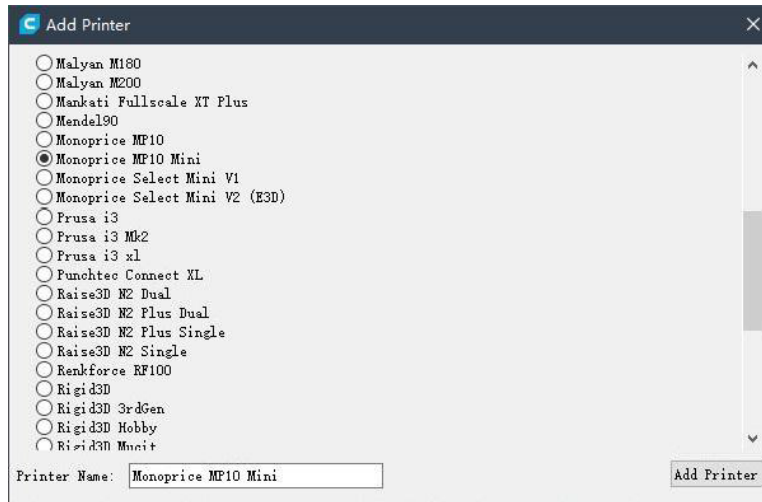 Add Printer
Malyan M180
Malyan M200
Mankati Fullscale XT Plus
Mendel90
Monoprice MP10
Monoprice MP10 Mini
Monoprice Select Mini V1
Monoprice Select Mini V2 (E3D)
Prusa i3
Prusa i3 Mk2
Prusa i3 xl
Punchtec Connect XL
Raise3D N2 Dual
Raise3D N2 Plus Dual
Raise3D N2 Plus Single
Raise3D N2 Single
Renkforce RF100
Rigid3D
Rigid3D 3rdGen
Rigid3D Hobby
Rigid3D Mucit
Printer Name: Monoprice MP10 Mini Add Printer